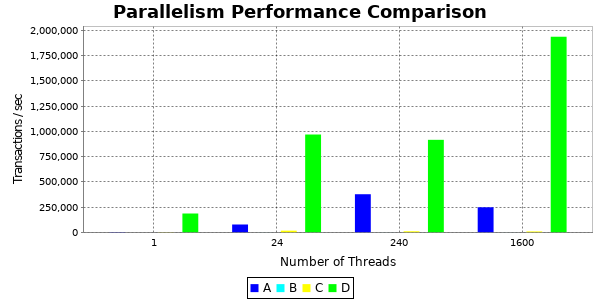 Parallelism Performance Comparison
Transactions / sec
2,000,000
1,750,000
1,500,000
1,250,000
1,000,000
750,000
500,000
250,000
0
1 24 240 1600
Number of Threads
A B C D